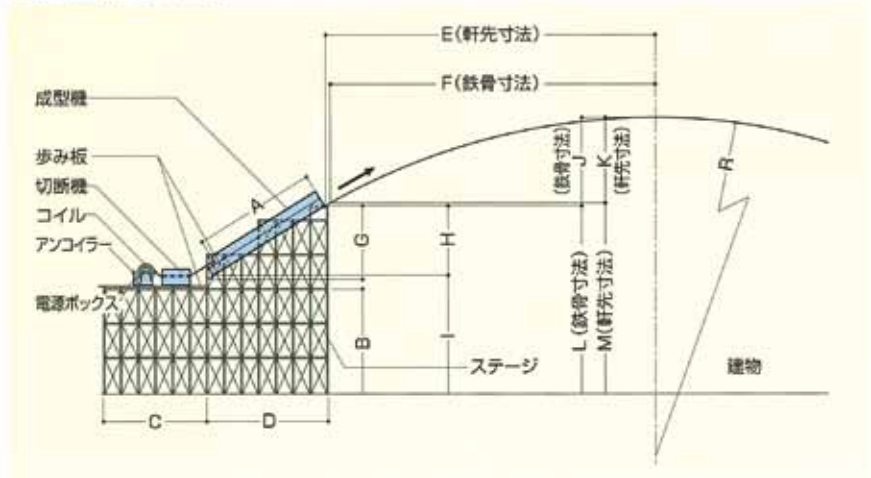 E(軒先寸法)
F(鉄骨寸法)
成型機
歩み板
切断機
コイル
アンコイラー
電源ボックス
A
G
B
H
I
J
(鉄骨寸法)
K
(軒先寸法)
L(鉄骨寸法)
M(軒先寸法)
R
ステージ
建物
C
D